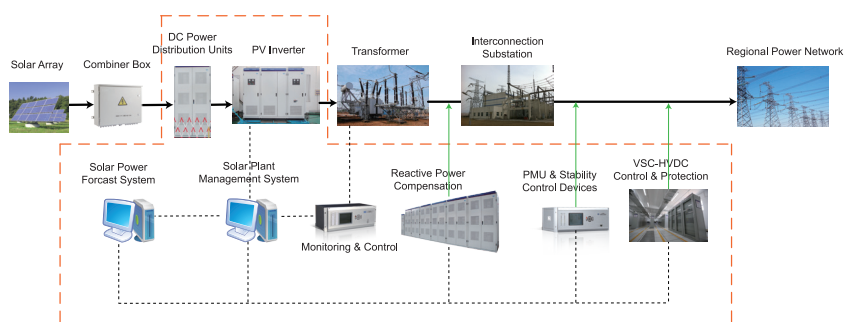 DC Power
Distribution Units
PV Inverter
Transformer
Interconnection
Substation
Regional Power Network
Solar Array
Combiner Box
Solar Power
Forcast System
Solar Plant
Management System
Monitoring & Control
Reactive Power
Compensation
PMU & Stability
Control Devices
VSC-HVDC
Control & Protection